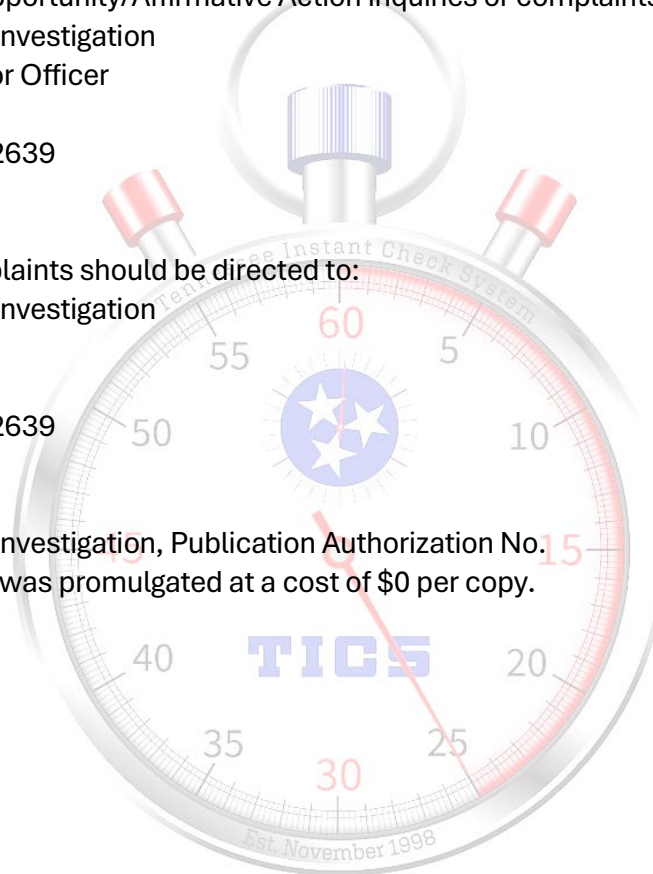 pportunity/Affirmative Action inquiries or complaints
nvestigation
or Officer
2639
plaints should be directed to:
nvestigation
2639
nvestigation, Publication Authorization No.
was promulgated at a cost of $0 per copy.
Tennessee Instant Check System
60
55
5
50
10
45
15
40
TICS
20
35
25
30
Est. November 1998